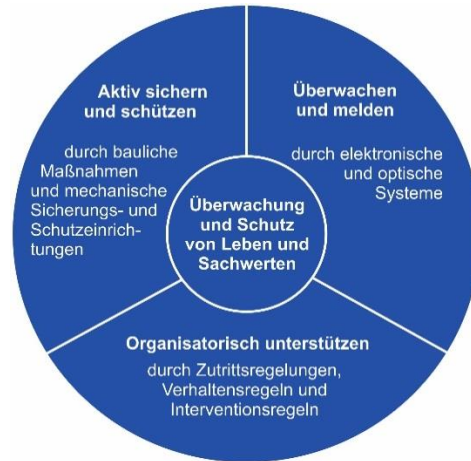 Aktiv sichern
und schützen
durch bauliche
Maßnahmen
und mechanische
Sicherungs- und
Schutzeinrich-
tungen
Überwachen
und melden
durch elektronische
und optische
Systeme
Überwachung
und Schutz
von Leben und
Sachwerten
Organisatorisch unterstützen
durch Zutrittsregelungen,
Verhaltensregeln und
Interventionsregeln